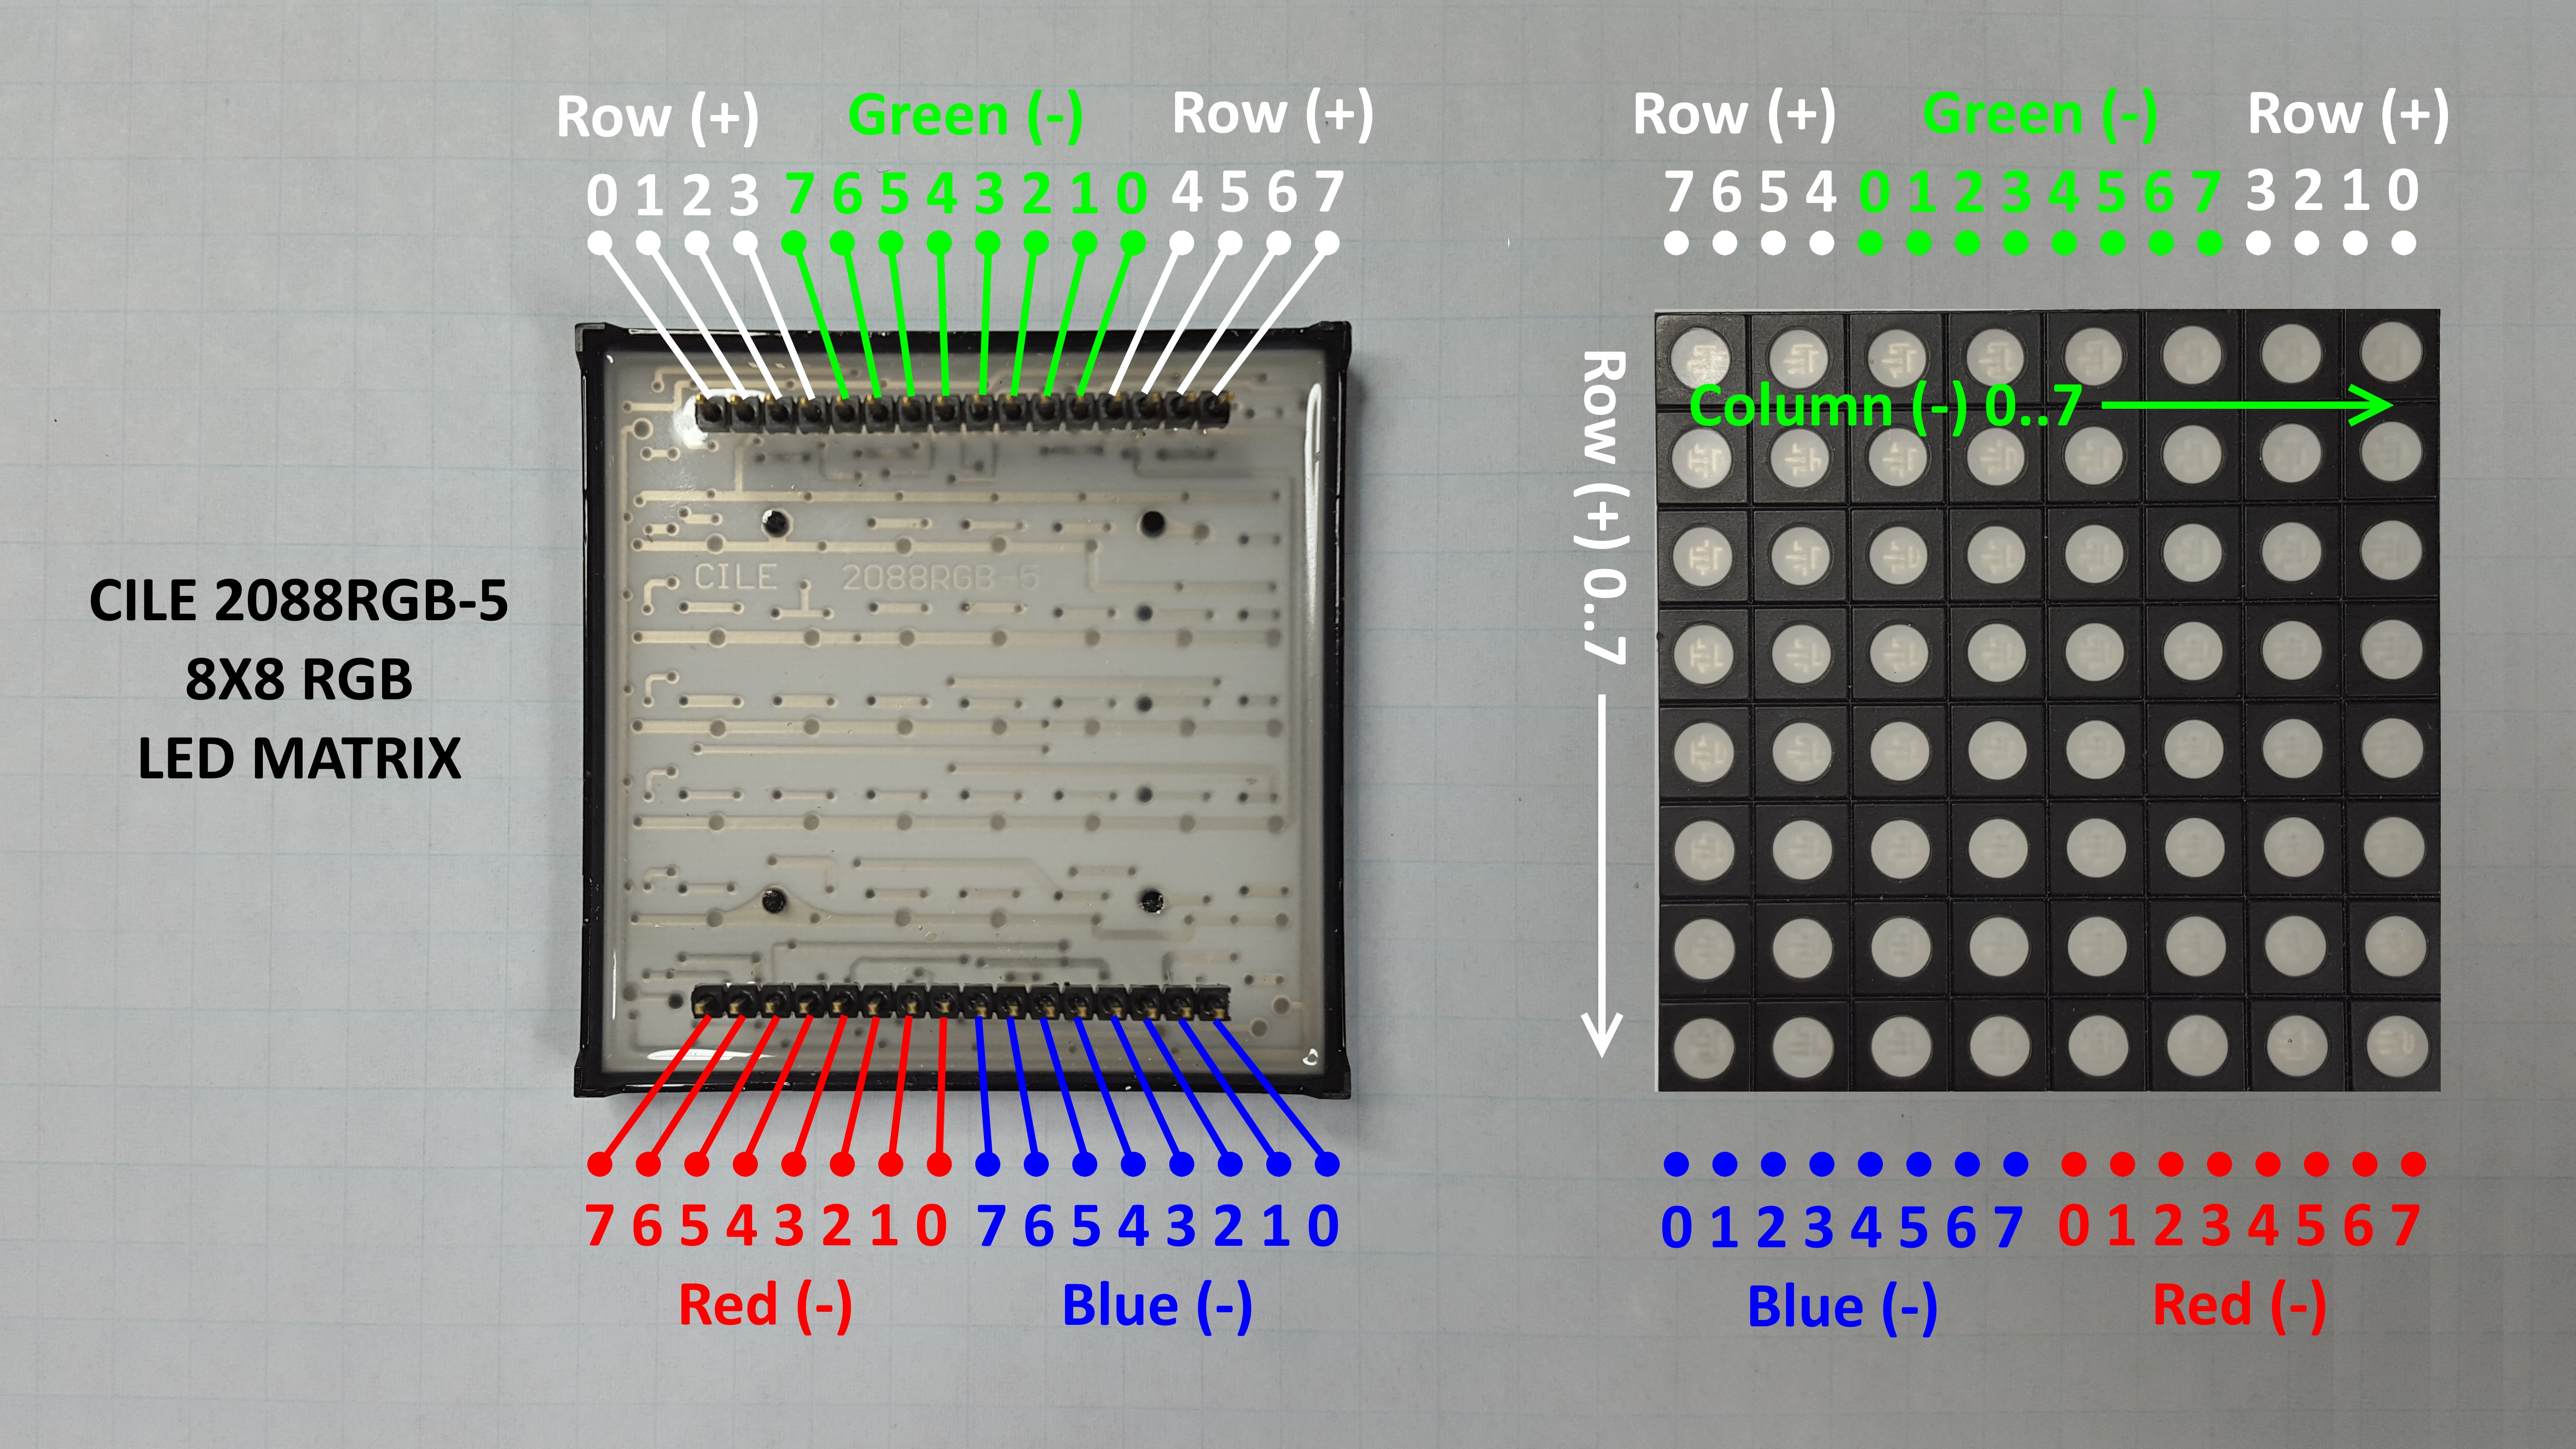 Row (+) Green (-) Row (+)
0 1 2 3 7 6 5 4 3 2 1 0 4 5 6 7
CILE 2088RGB-5
CILE 2088RGB-5
8X8 RGB
LED MATRIX
7 6 5 4 3 2 1 0 7 6 5 4 3 2 1 0
Red (-) Blue (-)
Row (+) Green (-) Row (+)
7 6 5 4 0 1 2 3 4 5 6 7 3 2 1 0
Column (-) 0..7
Row (+) 0..7
0 1 2 3 4 5 6 7 0 1 2 3 4 5 6 7
Blue (-) Red (-)